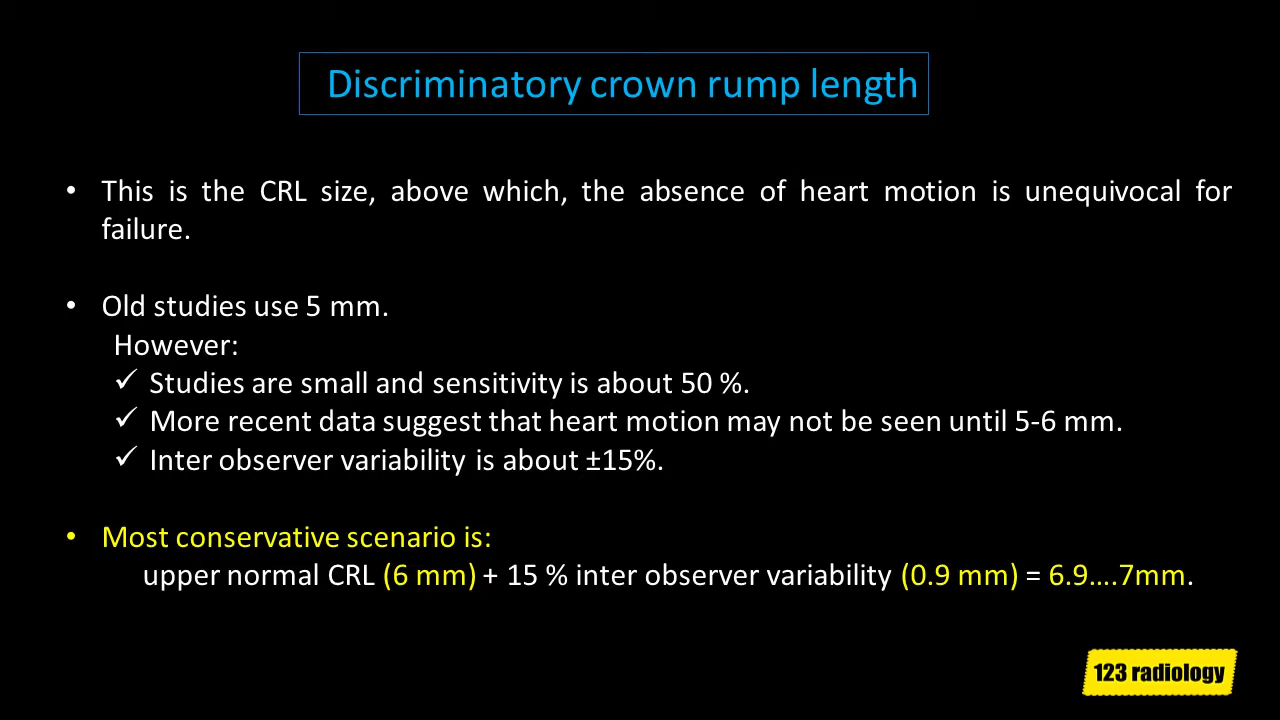 Discriminatory crown rump length
• This is the CRL size, above which, the absence of heart motion is unequivocal for
failure.
• Old studies use 5 mm.
However:
✓ Studies are small and sensitivity is about 50 %.
✓ More recent data suggest that heart motion may not be seen until 5-6 mm.
✓ Inter observer variability is about ±15%.
• Most conservative scenario is:
upper normal CRL (6 mm) + 15 % inter observer variability (0.9 mm) = 6.9....7mm.
123 radiology